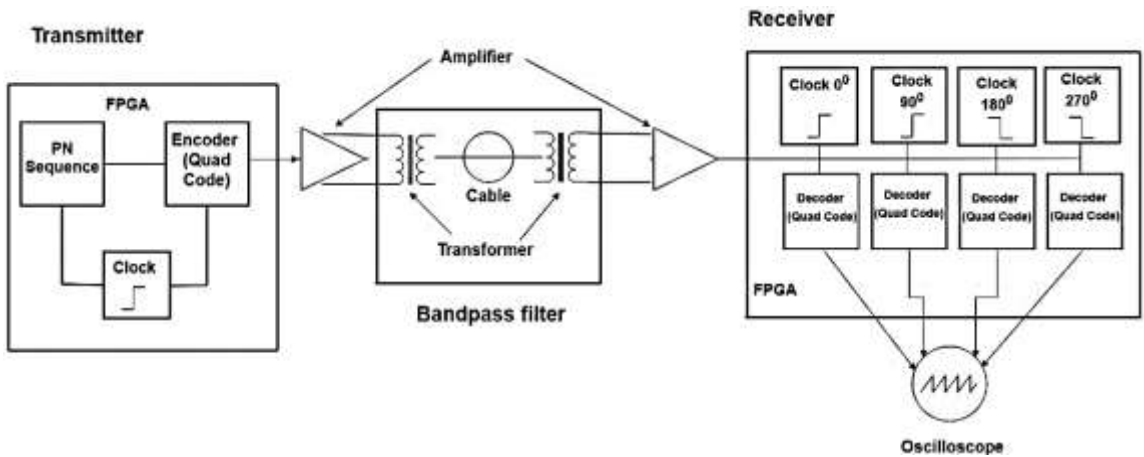 Transmitter
FPGA
PN
Sequence
Encoder
(Quad
Code)
Clock
Amplifier
Cable
Transformer
Bandpass filter
Receiver
Clock 0⁰
Clock
90⁰
Clock
180⁰
Clock
270⁰
Decoder
(Quad Code)
Decoder
(Quad Code)
Decoder
(Quad Code)
Decoder
(Quad Code)
FPGA
Oscilloscope